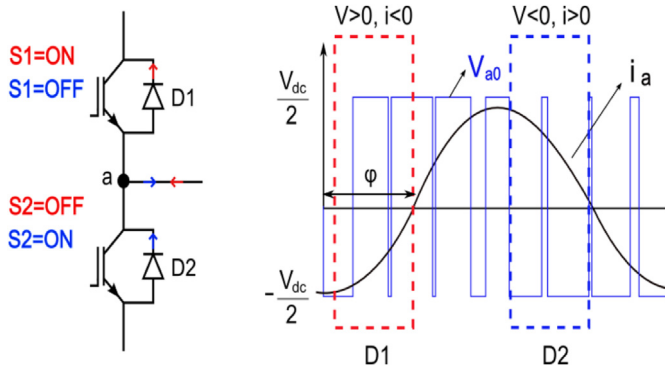 S1=ON
S1=OFF
D1
a
S2=OFF
S2=ON
D2
V>0, i<0
V<0, i>0
Vdc
2
Va0
ia
φ
-Vdc
2
D1
D2